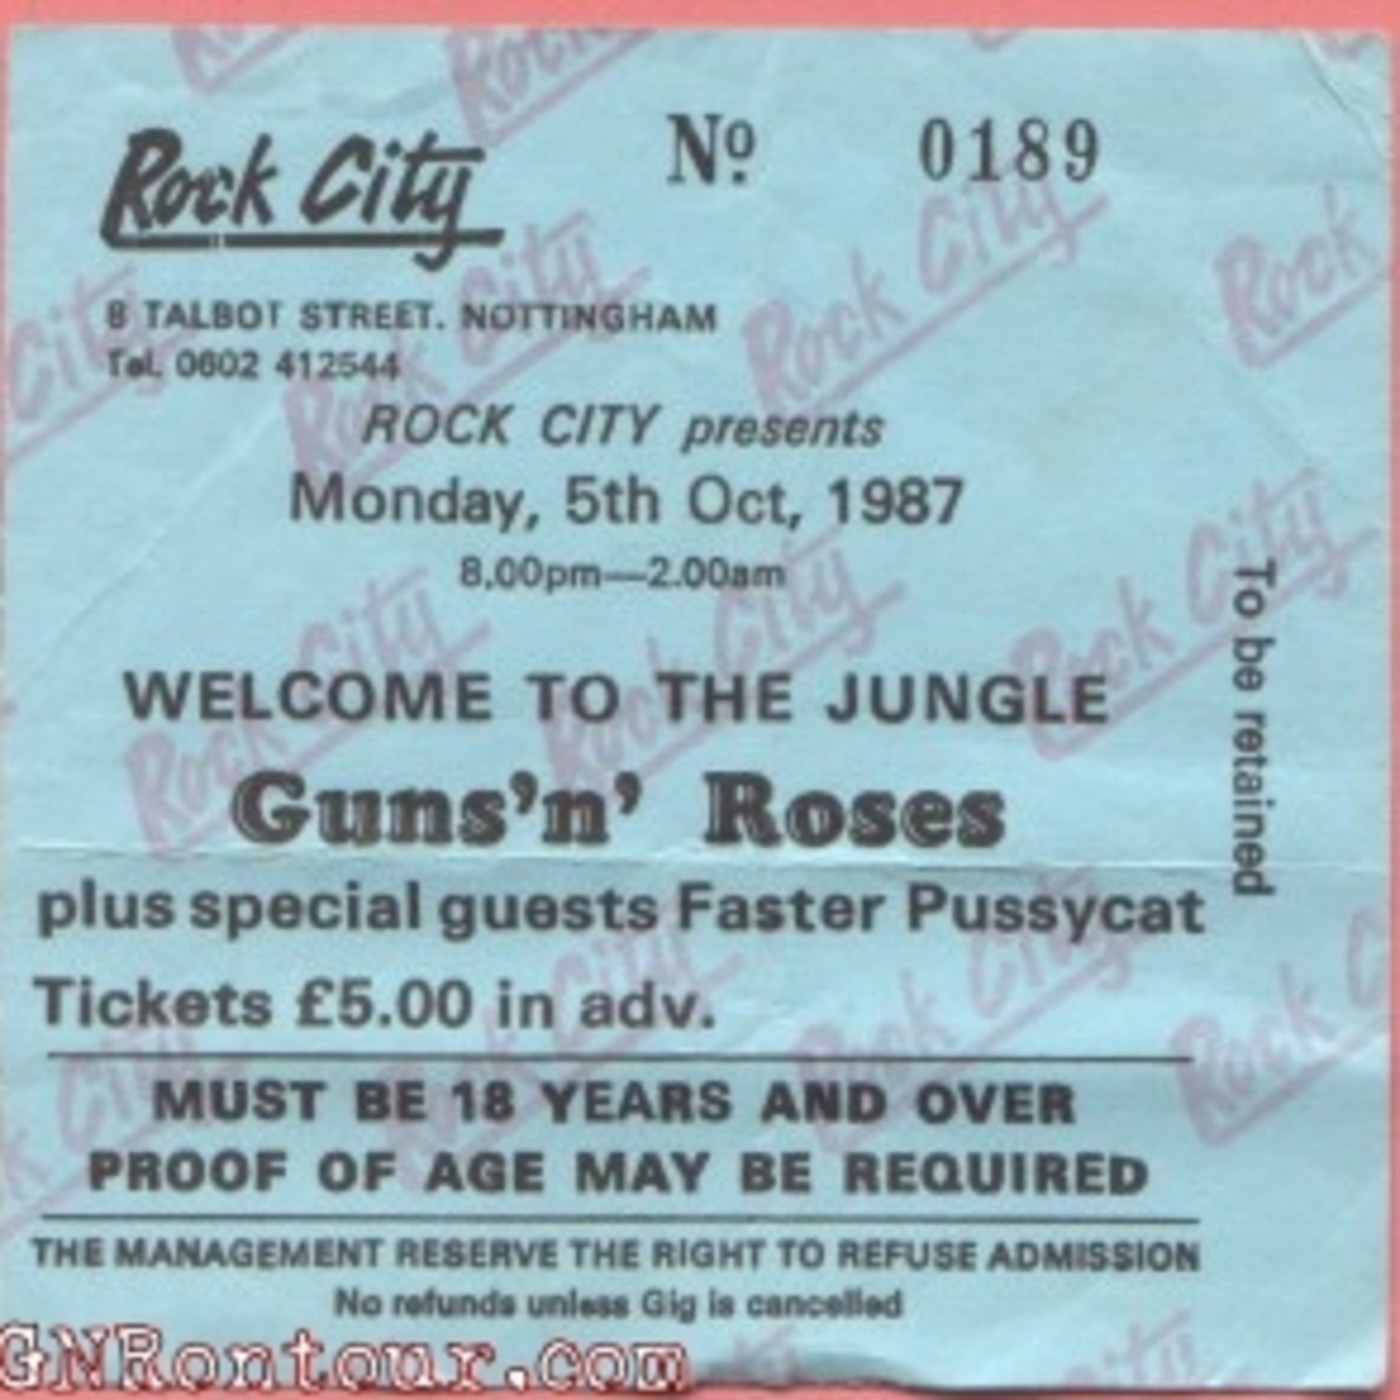 Rock City
Nº 0189
8 TALBOT STREET. NOTTINGHAM
Tel. 0602 412544
ROCK CITY presents
Monday, 5th Oct, 1987
8.00pm—2.00am
WELCOME TO THE JUNGLE
Guns'n' Roses
plus special guests Faster Pussycat
Tickets £5.00 in adv.
MUST BE 18 YEARS AND OVER
PROOF OF AGE MAY BE REQUIRED
THE MANAGEMENT RESERVE THE RIGHT TO REFUSE ADMISSION
No refunds unless Gig is cancelled
To be retained
GNRontour.com